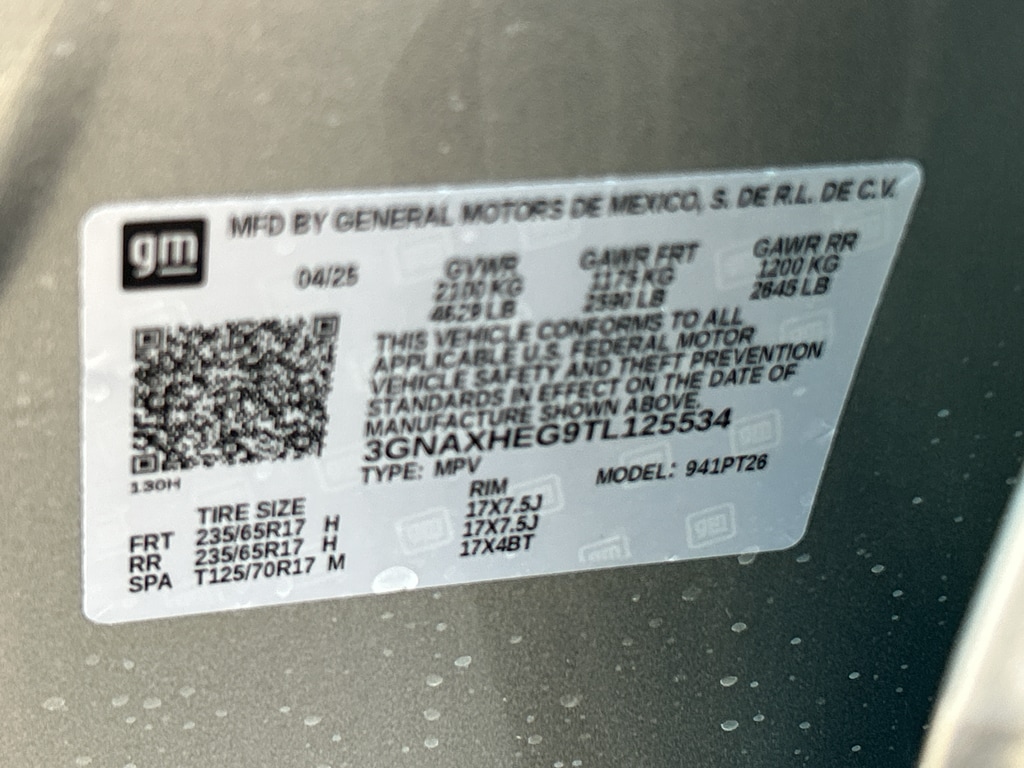 gm
MFD BY GENERAL MOTORS DE MEXICO, S. DE R.L. DE C.V.
04/25
GVWR GAWR FRT GAWR RR
2100 KG 1175 KG 1200 KG
4629 LB 2590 LB 2645 LB
THIS VEHICLE CONFORMS TO ALL
APPLICABLE U.S. FEDERAL MOTOR
VEHICLE SAFETY AND THEFT PREVENTION
STANDARDS IN EFFECT ON THE DATE OF
MANUFACTURE SHOWN ABOVE.
3GNAXHEG9TL125534
TYPE: MPV MODEL: 941PT26
130H
TIRE SIZE RIM
FRT 235/65R17 H 17X7.5J
RR 235/65R17 H 17X7.5J
SPA T125/70R17 M 17X4BT